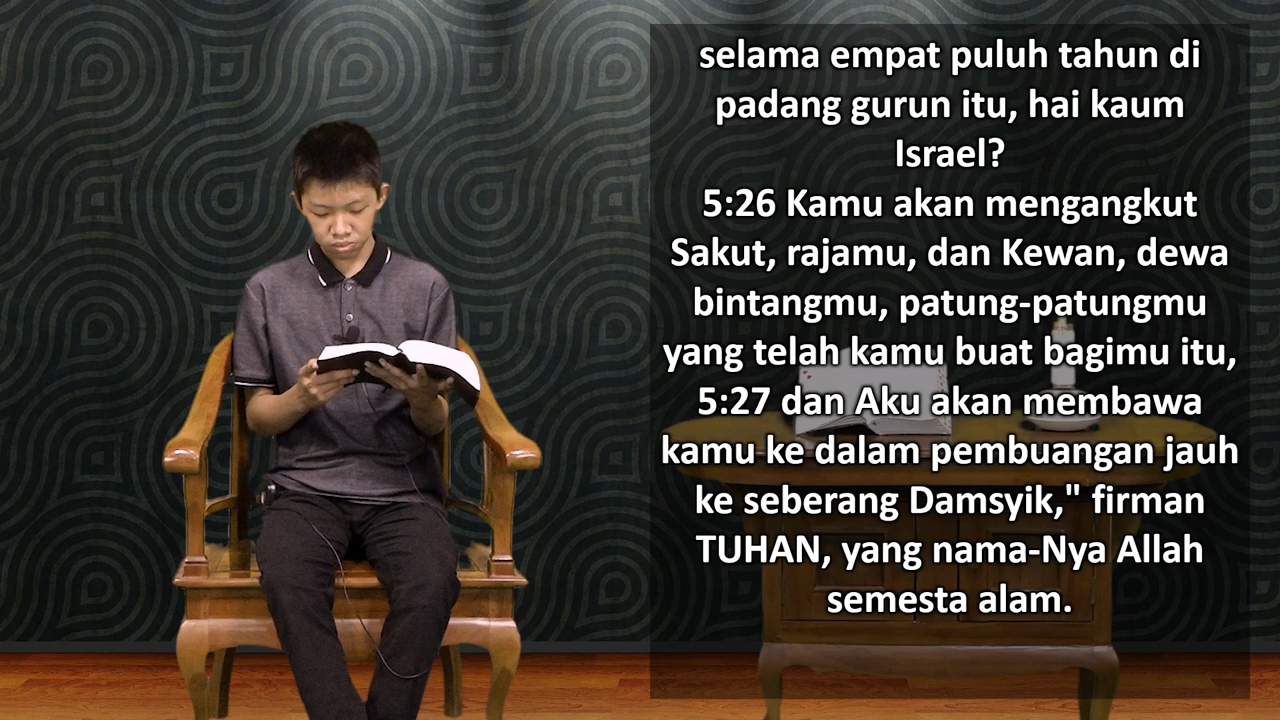 selama empat puluh tahun di
padang gurun itu, hai kaum
Israel?
5:26 Kamu akan mengangkut
Sakut, rajamu, dan Kewan, dewa
bintangmu, patung-patungmu
yang telah kamu buat bagimu itu,
5:27 dan Aku akan membawa
kamu ke dalam pembuangan jauh
ke seberang Damsyik," firman
TUHAN, yang nama-Nya Allah
semesta alam.